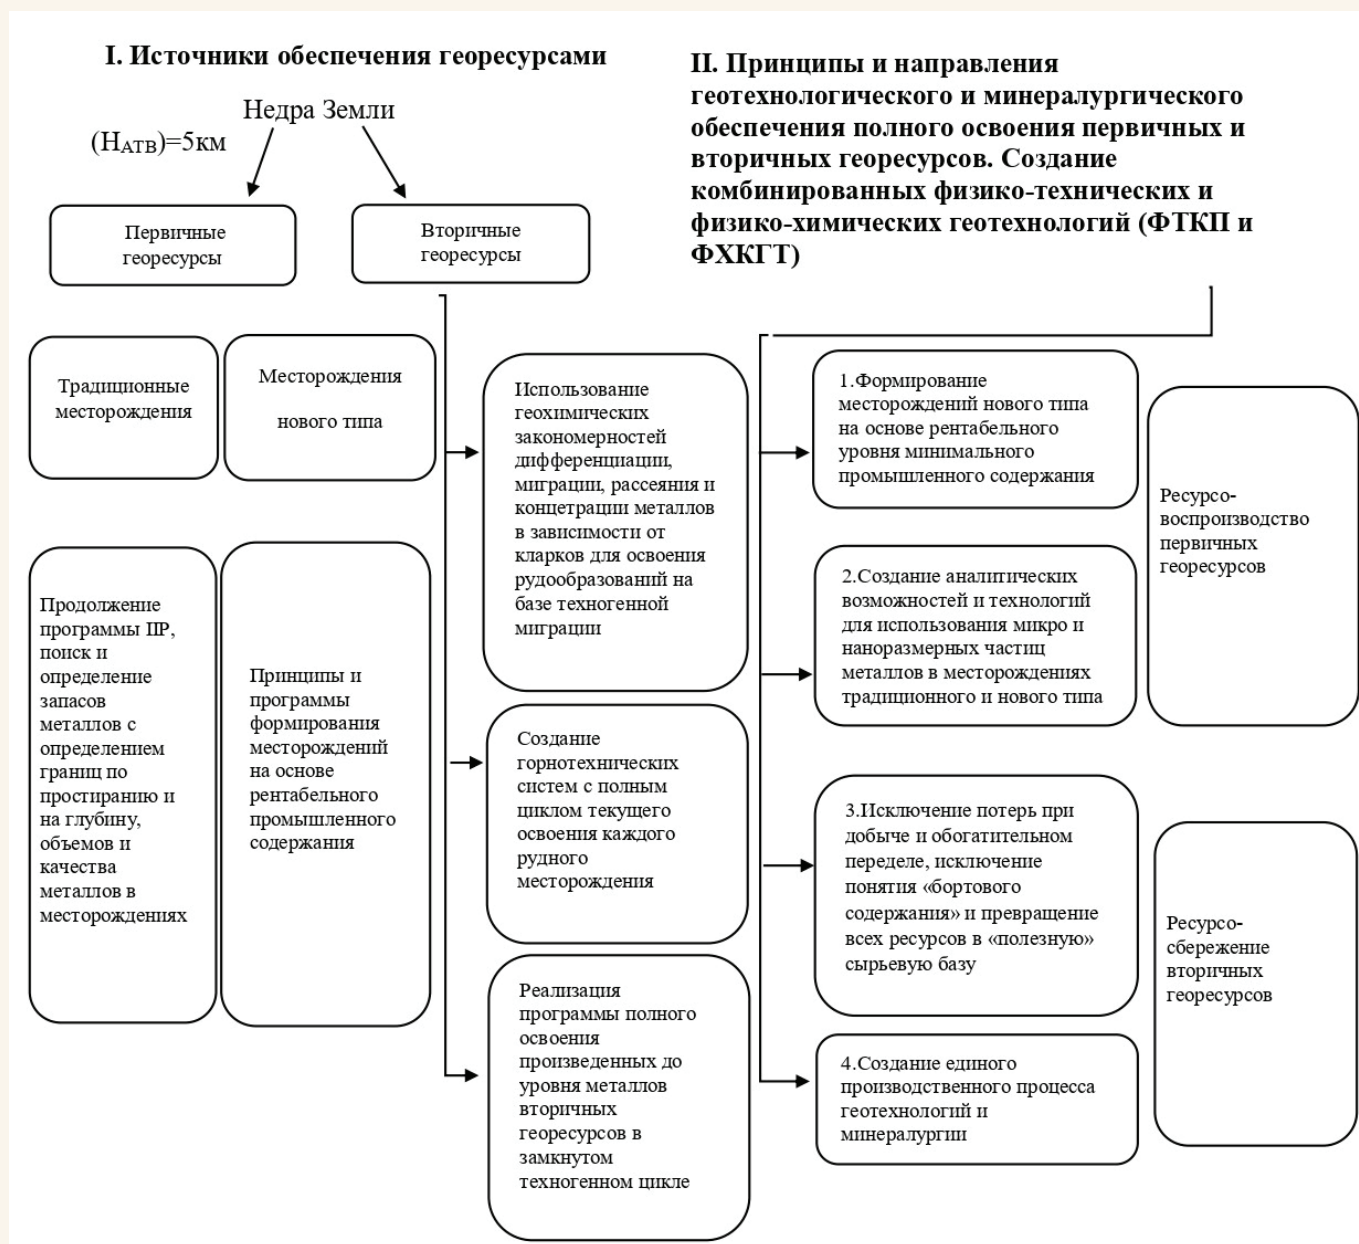 I. Источники обеспечения георесурсами
Недра Земли
(НАТВ)=5км
Первичные
георесурсы
Вторичные
георесурсы
Традиционные
месторождения
Месторождения
нового типа
Продолжение
программы ПР,
поиск и
определение
запасов
металлов с
определением
границ по
простиранию и
на глубину,
объемов и
качества
металлов в
месторождениях
Принципы и
программы
формирования
месторождений
на основе
рентабельного
промышленного
содержания
Использование
геохимических
закономерностей
дифференциации,
миграции, рассеяния и
концетрации металлов
в зависимости от
кларков для освоения
рудообразований на
базе техногенной
миграции
Создание
горнотехнических
систем с полным
циклом текущего
освоения каждого
рудного
месторождения
Реализация
программы полного
освоения
произведенных до
уровня металлов
вторичных
георесурсов в
замкнутом
техногенном цикле
II. Принципы и направления
геотехнологического и минералургического
обеспечения полного освоения первичных и
вторичных георесурсов. Создание
комбинированных физико-технических и
физико-химических геотехнологий (ФТКП и
ФХКГТ)
1.Формирование
месторождений нового типа
на основе рентабельного
уровня минимального
промышленного содержания
2.Создание аналитических
возможностей и технологий
для использования микро и
наноразмерных частиц
металлов в месторождениях
традиционного и нового типа
3.Исключение потерь при
добыче и обогатительном
переделе, исключение
понятия «бортового
содержания» и превращение
всех ресурсов в «полезную»
сырьевую базу
4.Создание единого
производственного процесса
геотехнологий и
минералургии
Ресурсо-
воспроизводство
первичных
георесурсов
Ресурсо-
сбережение
вторичных
георесурсов